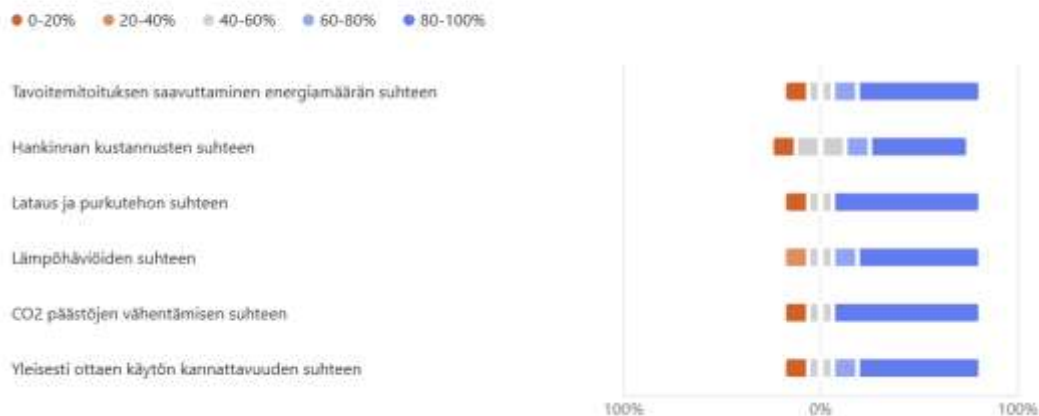 0-20% 20-40% 40-60% 60-80% 80-100%
Tavoitemitoituksen saavuttaminen energiamäärän suhteen
Hankinnan kustannusten suhteen
Lataus ja purkutehon suhteen
Lämpöhäviöiden suhteen
CO2 päästöjen vähentämisen suhteen
Yleisesti ottaen käytön kannattavuuden suhteen
100% 0% 100%